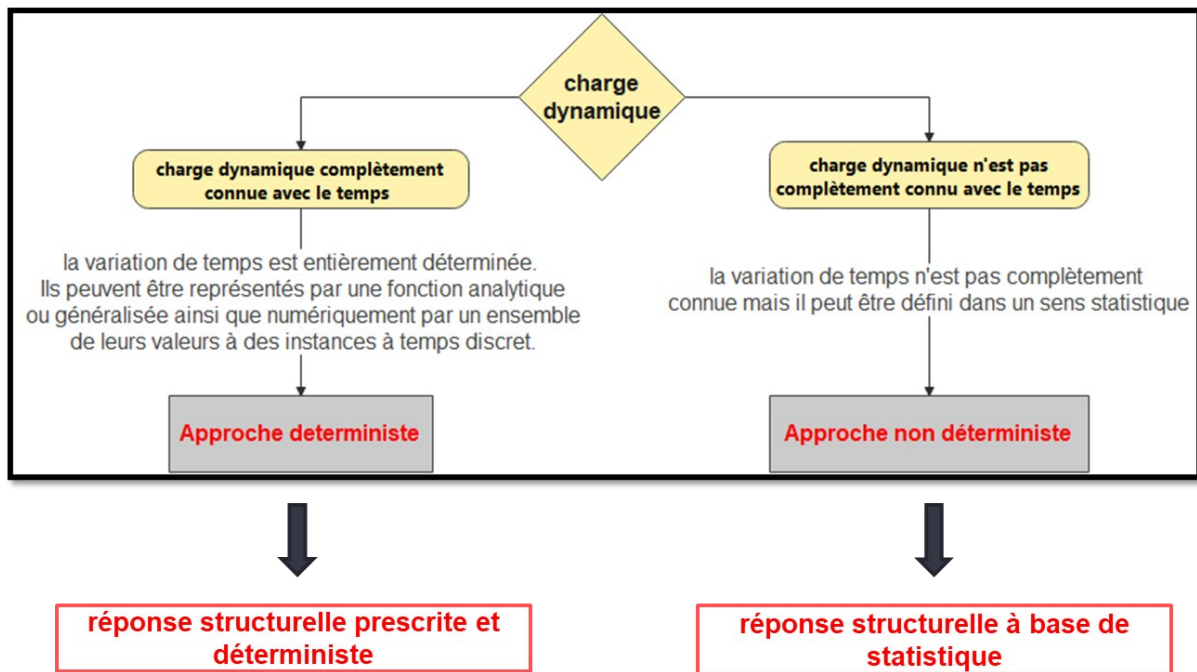 charge
dynamique
charge dynamique complètement
connue avec le temps
la variation de temps est entièrement déterminée.
Ils peuvent être représentés par une fonction analytique
ou généralisée ainsi que numériquement par un ensemble
de leurs valeurs à des instances à temps discret.
Approche deterministe
réponse structurelle prescrite et
déterministe
charge dynamique n'est pas
complètement connu avec le temps
la variation de temps n'est pas complètement
connue mais il peut être défini dans un sens statistique
Approche non déterministe
réponse structurelle à base de
statistique